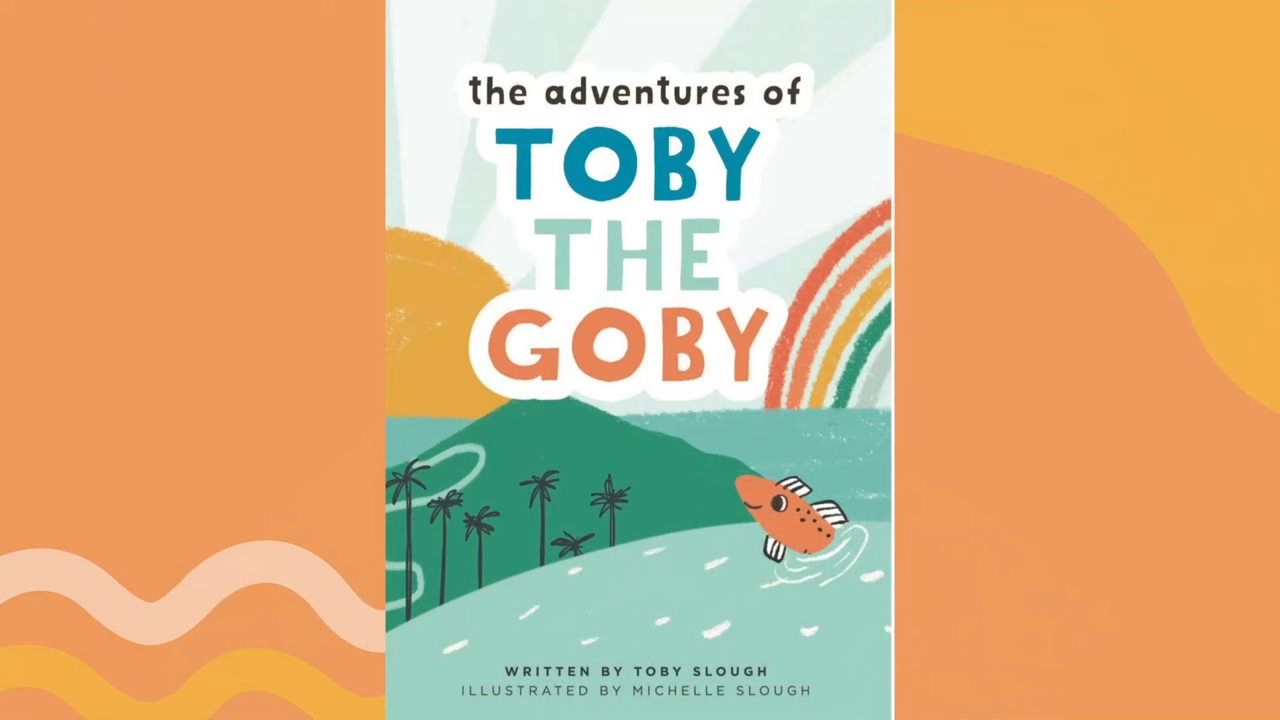 the adventures of
TOBY
THE
GOBY
WRITTEN BY TOBY SLOUGH
ILLUSTRATED BY MICHELLE SLOUGH